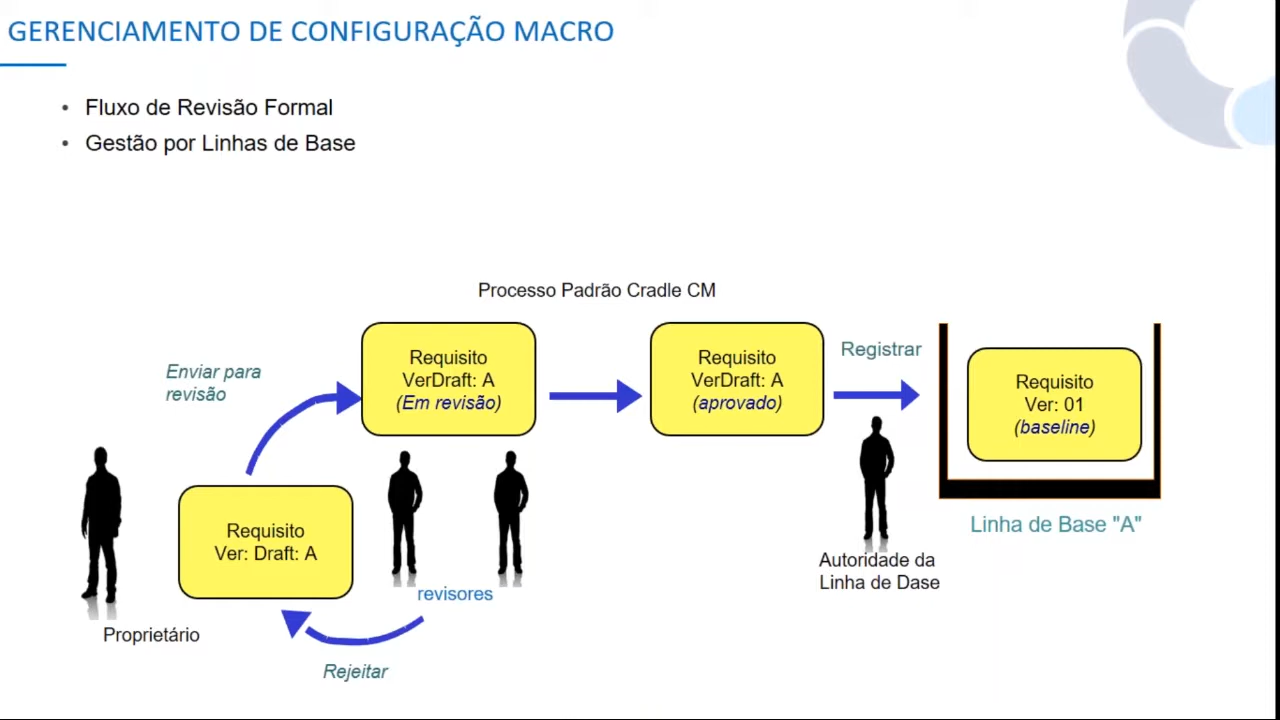 GERENCIAMENTO DE CONFIGURAÇÃO MACRO
• Fluxo de Revisão Formal
• Gestão por Linhas de Base
Processo Padrão Cradle CM
Enviar para
revisão
Requisito
VerDraft: A
(Em revisão)
Requisito
VerDraft: A
(aprovado)
Registrar
Requisito
Ver: 01
(baseline)
Linha de Base "A"
Requisito
Ver: Draft: A
Autoridade da
Linha de Dase
revisores
Proprietário
Rejeitar